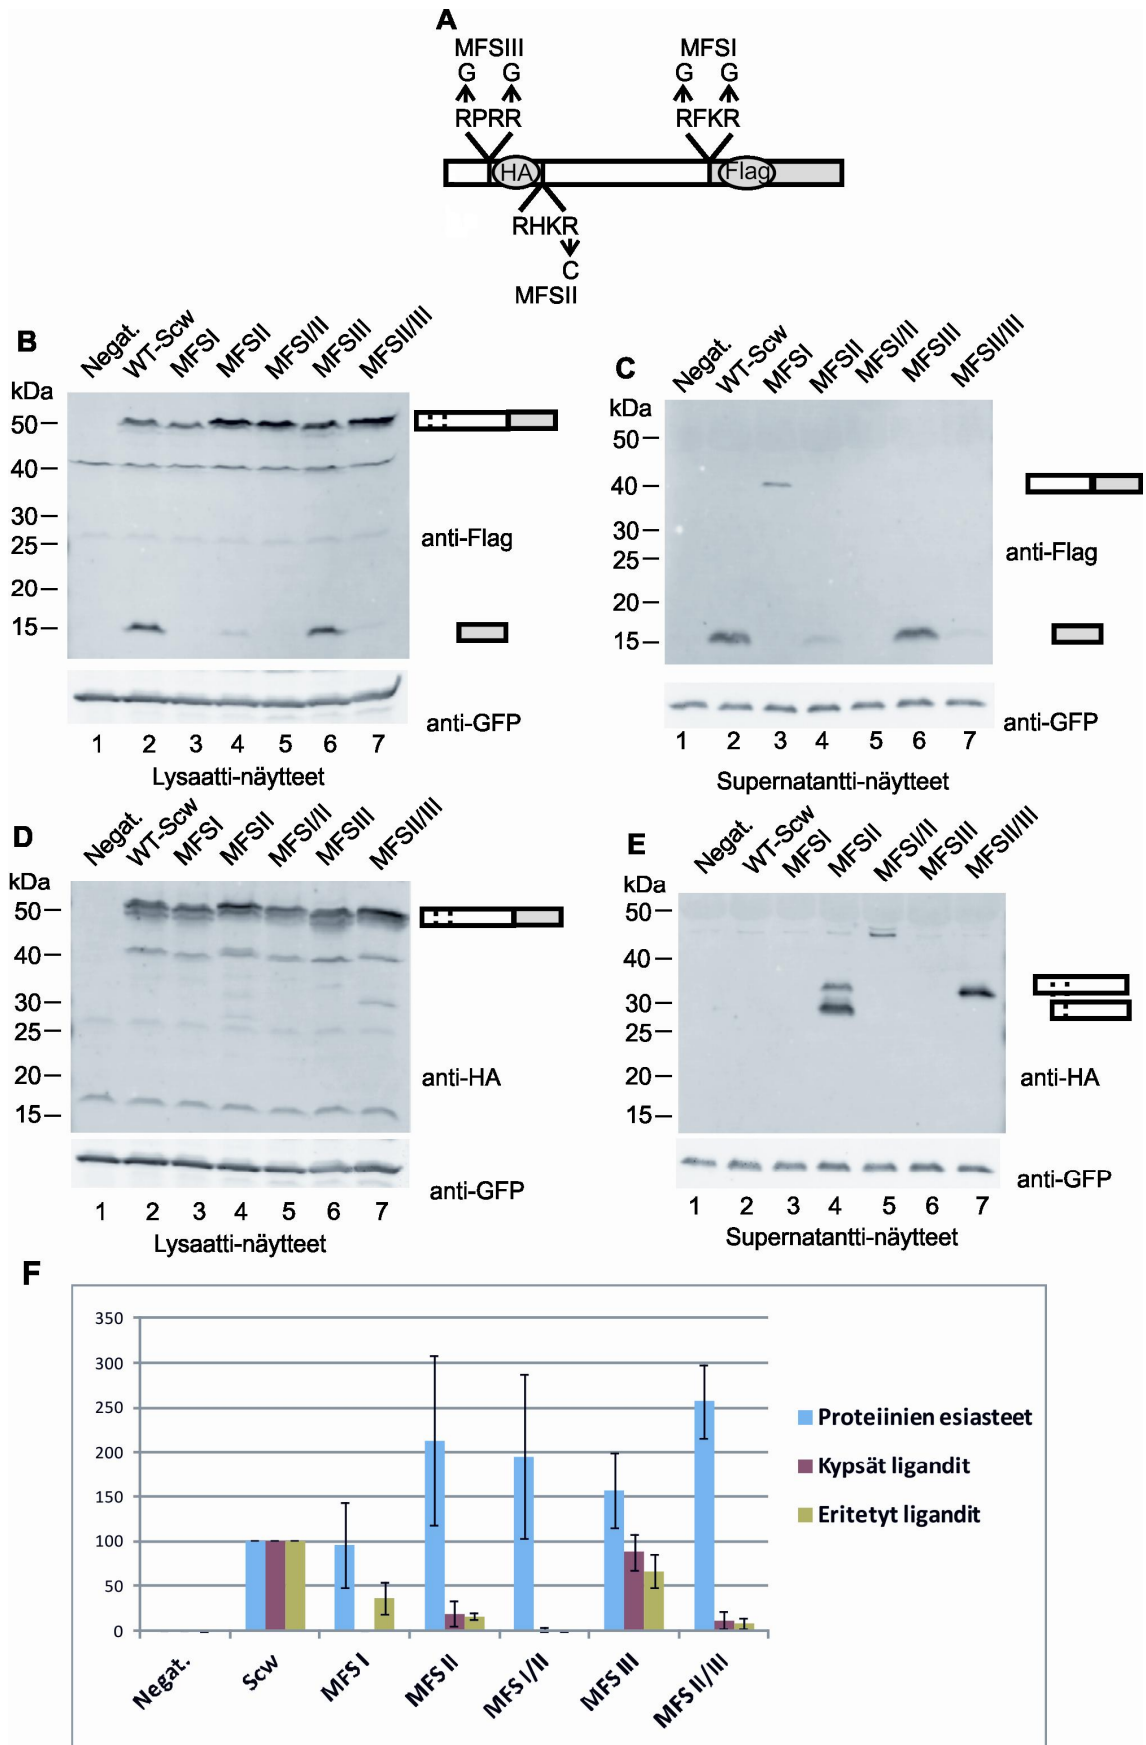 A
MFSIII MFSI
G G G G
RPRR RFKR
HA Flag
RHKR
C
MFSII
B
Negat. WT-Scw MFSI MFSII MFSI/II MFSIII MFSII/III
kDa
50
40
30
25
20
15
anti-Flag
anti-GFP
1 2 3 4 5 6 7
Lysaatti-näytteet
C
Negat. WT-Scw MFSI MFSII MFSI/II MFSIII MFSII/III
kDa
50
40
30
25
20
15
anti-Flag
anti-GFP
1 2 3 4 5 6 7
Supernatantti-näytteet
D
Negat. WT-Scw MFSI MFSII MFSI/II MFSIII MFSII/III
kDa
50
40
30
25
20
15
anti-HA
anti-GFP
1 2 3 4 5 6 7
Lysaatti-näytteet
E
Negat. WT-Scw MFSI MFSII MFSI/II MFSIII MFSII/III
kDa
50
40
30
25
20
15
anti-HA
anti-GFP
1 2 3 4 5 6 7
Supernatantti-näytteet
F
350
300
250
200
150
100
50
0
Negat. Scw MFS I MFS II MFS I/II MFS III MFS II/III
Proteiinien esiasteet
Kypsät ligandit
Eritetyt ligandit